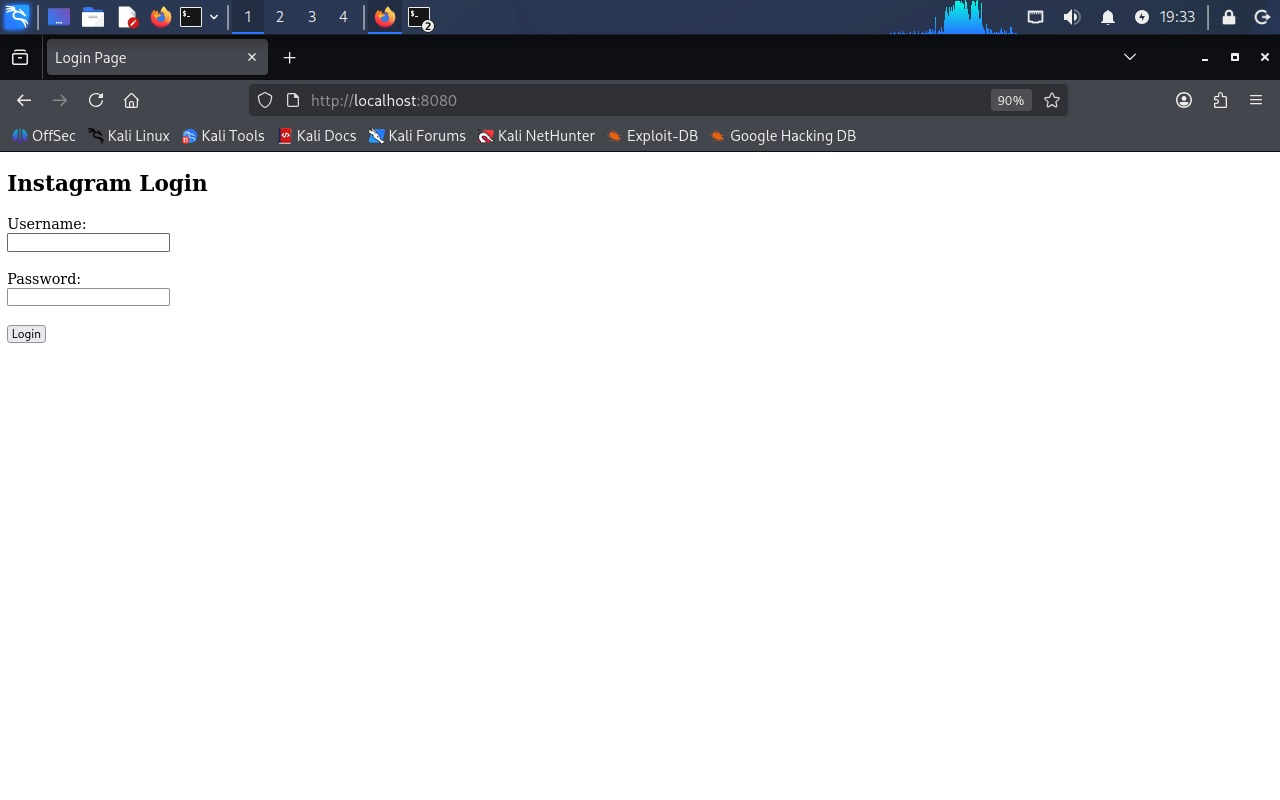 1 2 3 4 2 19:33
Login Page
http://localhost:8080 90%
OffSec Kali Linux Kali Tools Kali Docs Kali Forums Kali NetHunter Exploit-DB Google Hacking DB
Instagram Login
Username:
Password:
Login